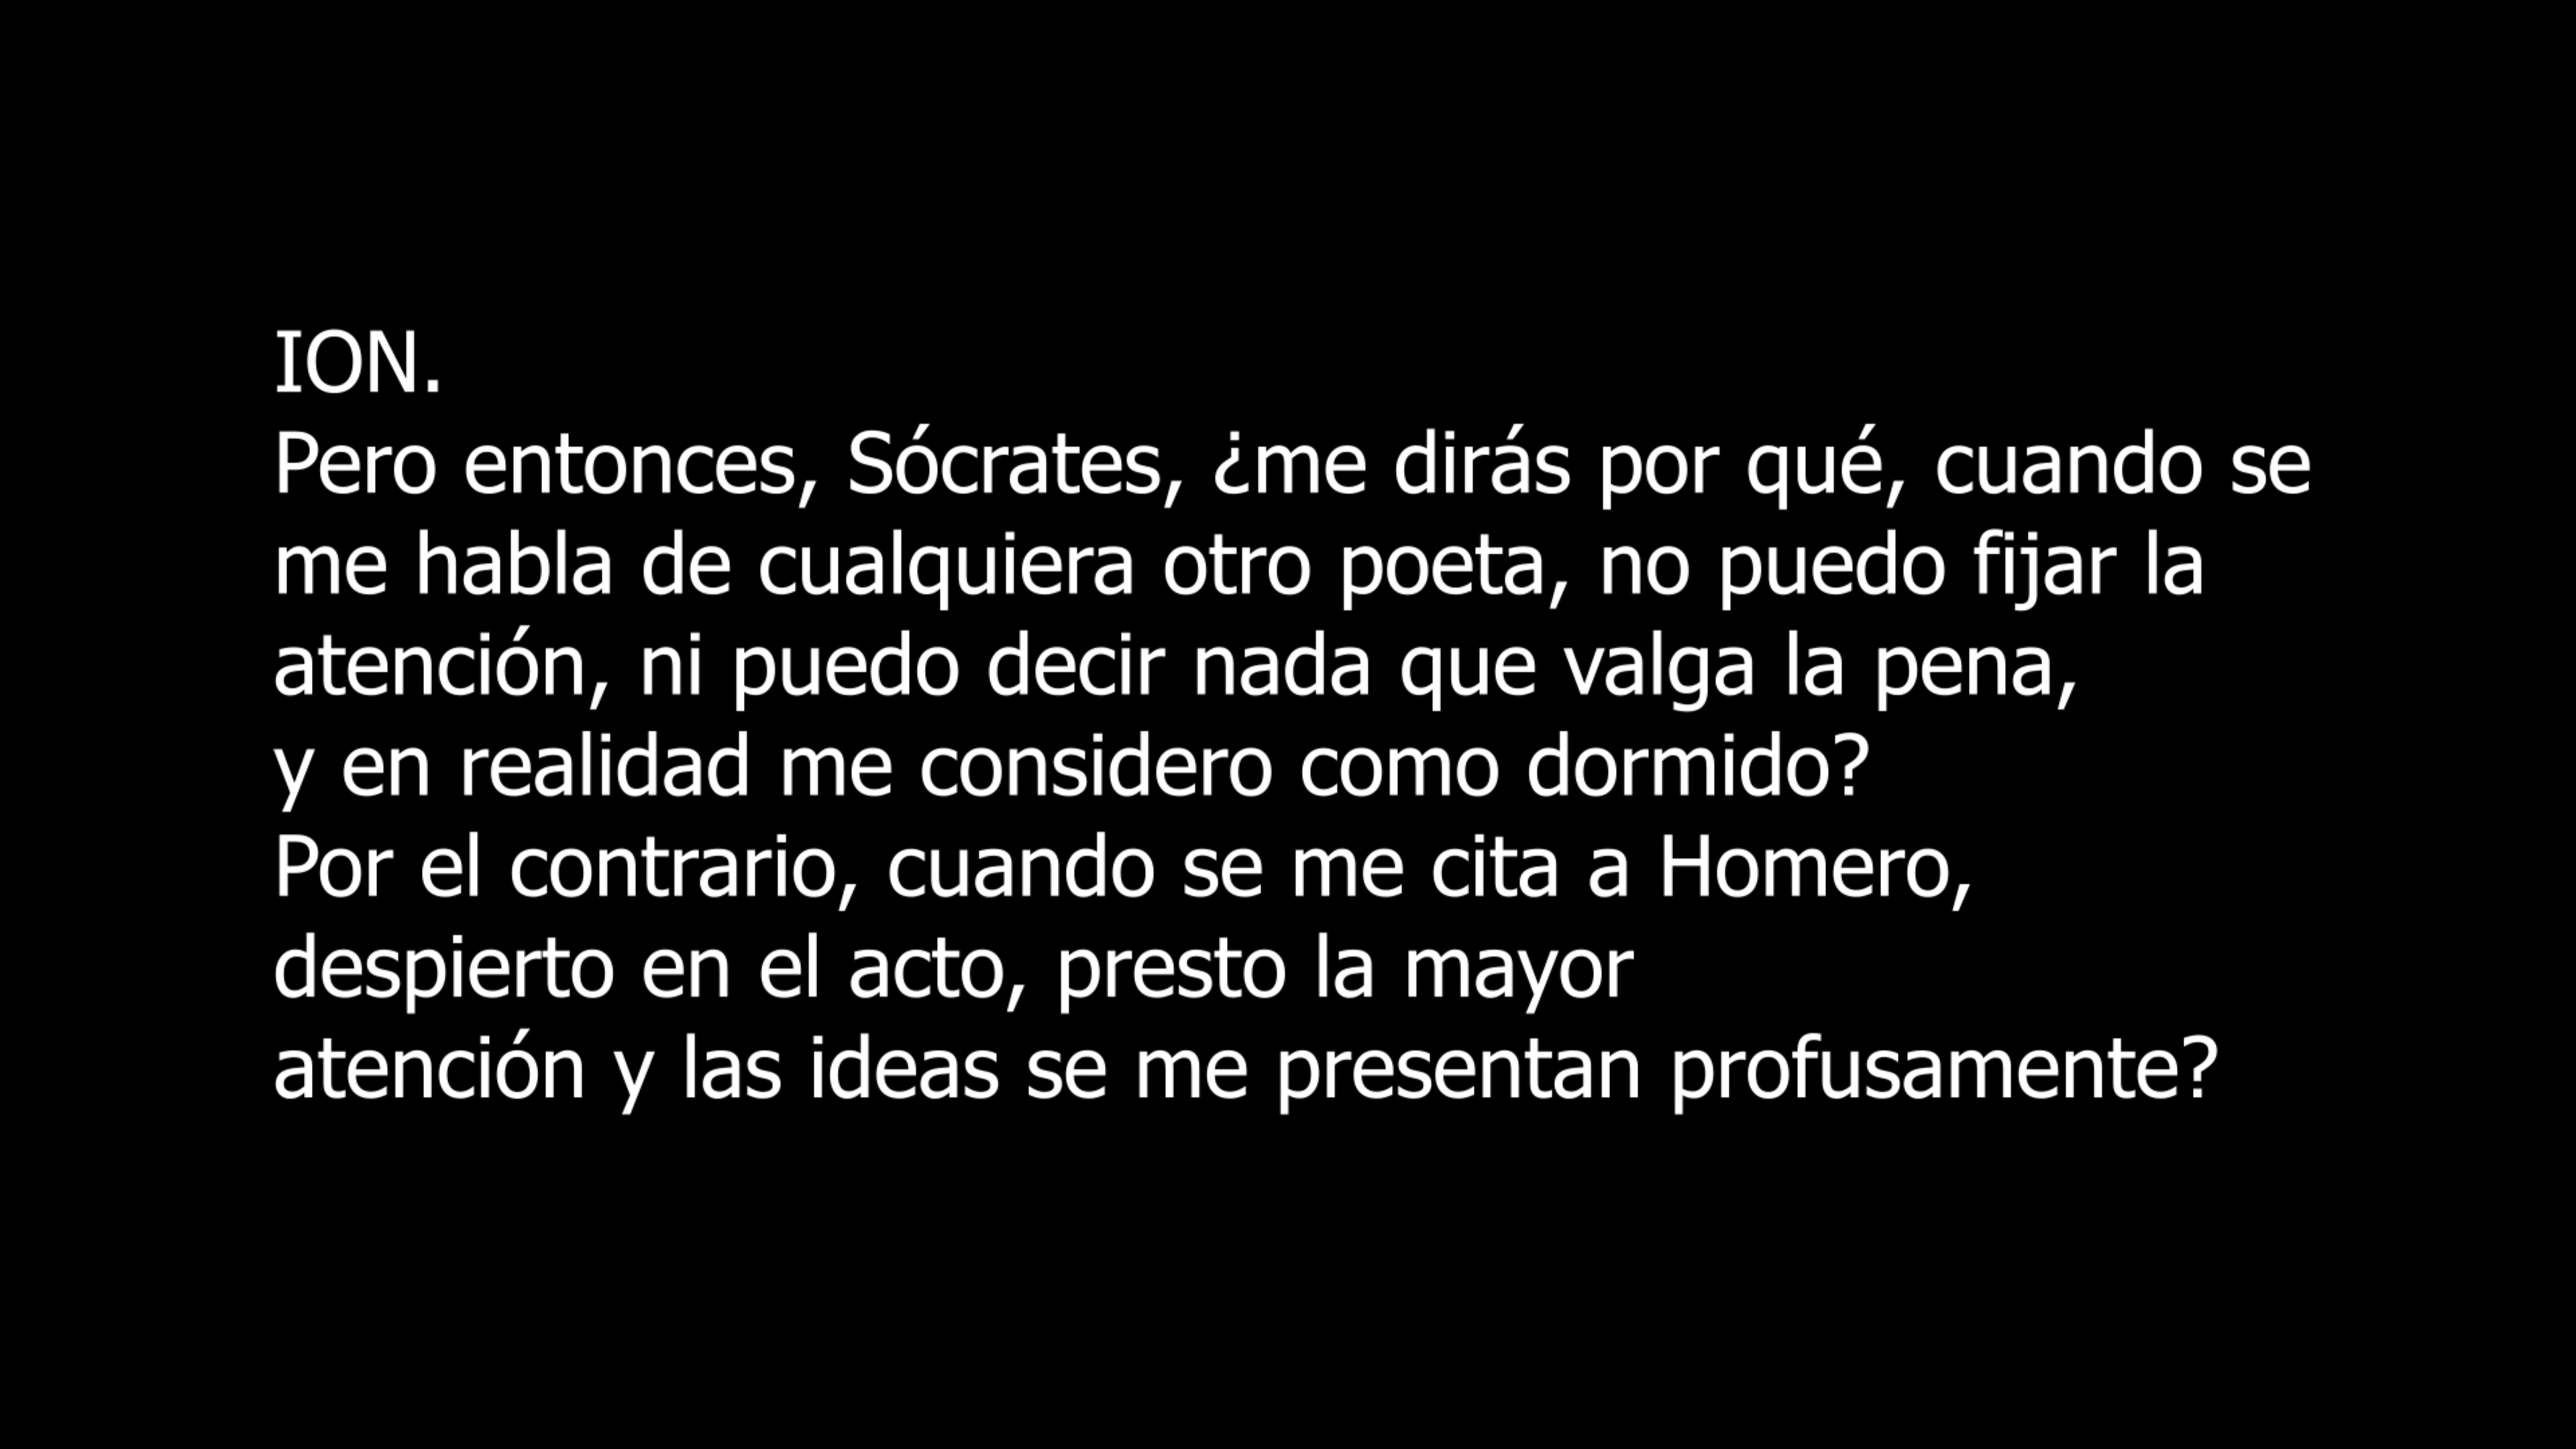 ION.
Pero entonces, Sócrates, ¿me dirás por qué, cuando se
me habla de cualquiera otro poeta, no puedo fijar la
atención, ni puedo decir nada que valga la pena,
y en realidad me considero como dormido?
Por el contrario, cuando se me cita a Homero,
despierto en el acto, presto la mayor
atención y las ideas se me presentan profusamente?